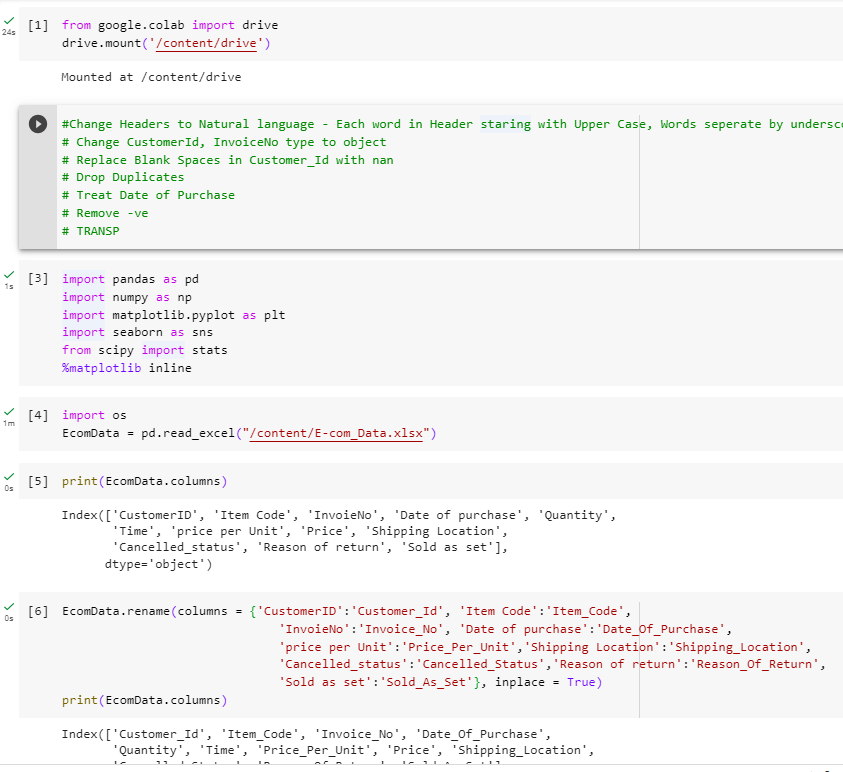 24s
[1] from google.colab import drive
drive.mount('/content/drive')
Mounted at /content/drive
#Change Headers to Natural language - Each word in Header staring with Upper Case, Words seperate by
# Change CustomerId, InvoiceNo type to object
# Replace Blank Spaces in Customer_Id with nan
# Drop Duplicates
# Treat Date of Purchase
# Remove -ve
# TRANSP
1s
[3] import pandas as pd
import numpy as np
import matplotlib.pyplot as plt
import seaborn as sns
from scipy import stats
%matplotlib inline
1m
[4] import os
EcomData = pd.read_excel("/content/E-com_Data.xlsx")
0s
[5] print(EcomData.columns)
Index(['CustomerID', 'Item Code', 'InvoieNo', 'Date of purchase', 'Quantity',
'Time', 'price per Unit', 'Price', 'Shipping Location',
'Cancelled_status', 'Reason of return', 'Sold as set'],
dtype='object')
0s
[6] EcomData.rename(columns = {'CustomerID':'Customer_Id', 'Item Code':'Item_Code',
'InvoieNo':'Invoice_No', 'Date of purchase':'Date_Of_Purchase',
'price per Unit':'Price_Per_Unit','Shipping Location':'Shipping_Location',
'Cancelled_status':'Cancelled_Status','Reason of return':'Reason_Of_Return',
'Sold as set':'Sold_As_Set'}, inplace = True)
print(EcomData.columns)
Index(['Customer_Id', 'Item_Code', 'Invoice_No', 'Date_Of_Purchase',
'Quantity', 'Time', 'Price_Per_Unit', 'Price', 'Shipping_Location',